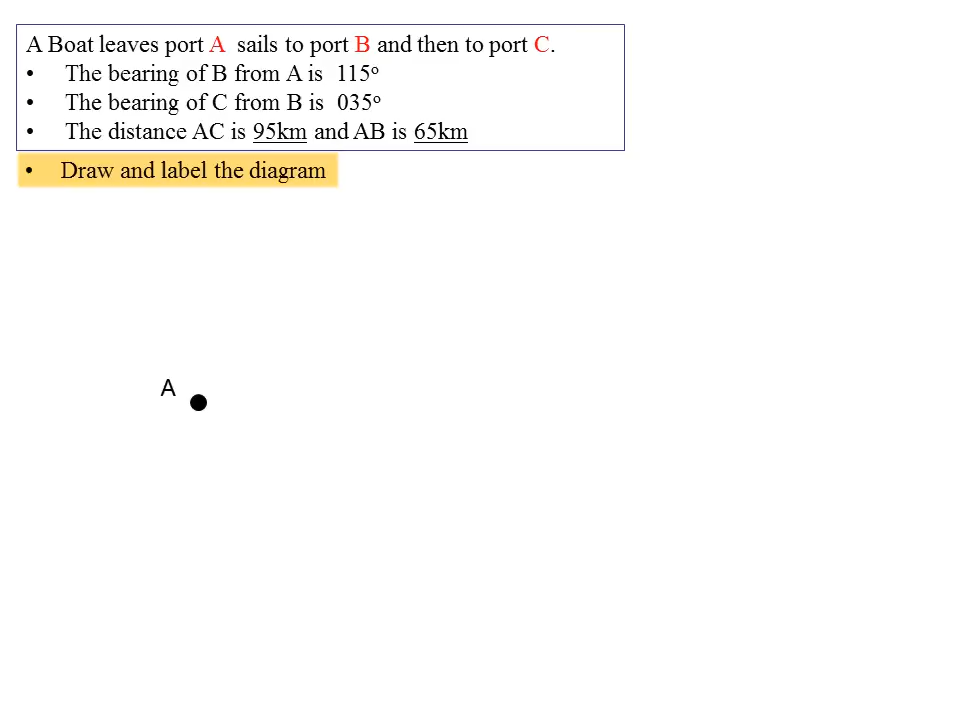 A Boat leaves port A sails to port B and then to port C.
• The bearing of B from A is 115º
• The bearing of C from B is 035º
• The distance AC is 95km and AB is 65km
• Draw and label the diagram
A